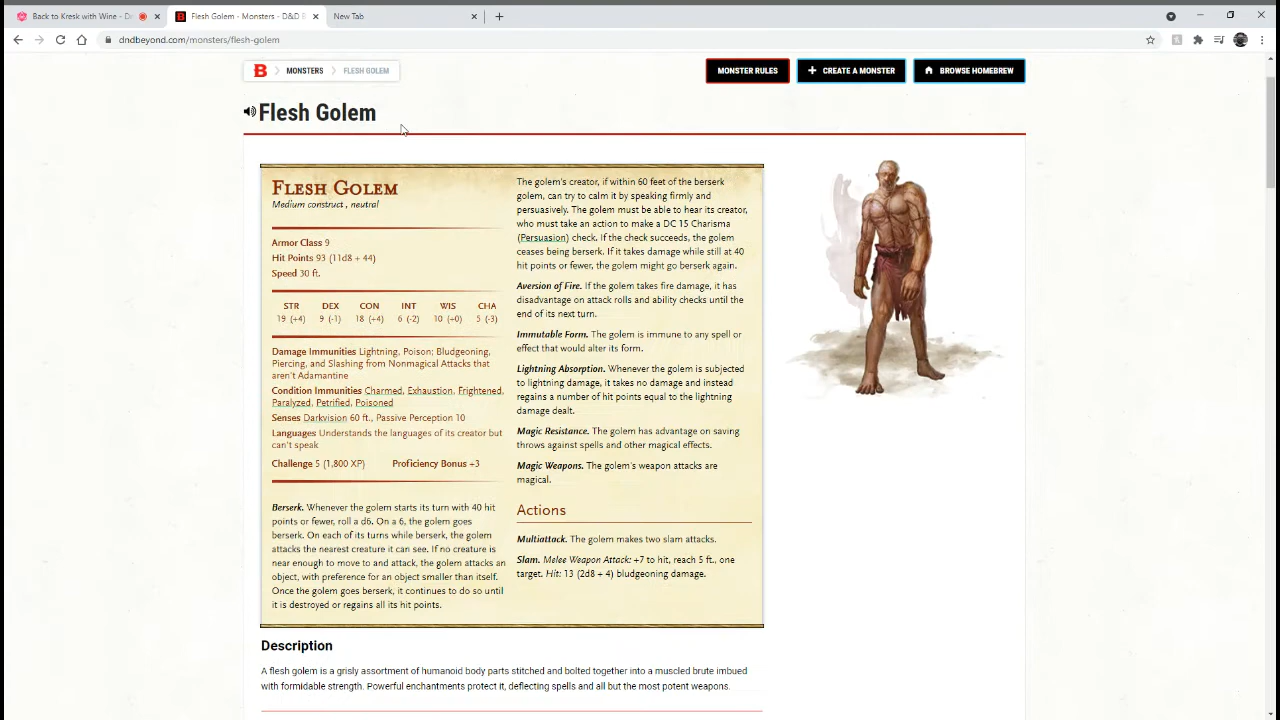 Back to Kresk with Wine - D
Flesh Golem - Monsters - D&D
New Tab
dndbeyond.com/monsters/flesh-golem
B
MONSTERS
FLESH GOLEM
MONSTER RULES
CREATE A MONSTER
BROWSE HOMEBREW
Flesh Golem
FLESH GOLEM
Medium construct , neutral
Armor Class 9
Hit Points 93 (11d8 + 44)
Speed 30 ft.
STR DEX CON INT WIS CHA
19 (+4) 9 (-1) 18 (+4) 6 (-2) 10 (+0) 5 (-3)
Damage Immunities Lightning, Poison; Bludgeoning,
Piercing, and Slashing from Nonmagical Attacks that
aren't Adamantine
Condition Immunities Charmed, Exhaustion, Frightened,
Paralyzed, Petrified, Poisoned
Senses Darkvision 60 ft., Passive Perception 10
Languages Understands the languages of its creator but
can't speak
Challenge 5 (1,800 XP) Proficiency Bonus +3
Berserk. Whenever the golem starts its turn with 40 hit
points or fewer, roll a d6. On a 6, the golem goes
berserk. On each of its turns while berserk, the golem
attacks the nearest creature it can see. If no creature is
near enough to move to and attack, the golem attacks an
object, with preference for an object smaller than itself.
Once the golem goes berserk, it continues to do so until
it is destroyed or regains all its hit points.
The golem's creator, if within 60 feet of the berserk
golem, can try to calm it by speaking firmly and
persuasively. The golem must be able to hear its creator,
who must take an action to make a DC 15 Charisma
(Persuasion) check. If the check succeeds, the golem
ceases being berserk. If it takes damage while still at 40
hit points or fewer, the golem might go berserk again.
Aversion of Fire. If the golem takes fire damage, it has
disadvantage on attack rolls and ability checks until the
end of its next turn.
Immutable Form. The golem is immune to any spell or
effect that would alter its form.
Lightning Absorption. Whenever the golem is subjected
to lightning damage, it takes no damage and instead
regains a number of hit points equal to the lightning
damage dealt.
Magic Resistance. The golem has advantage on saving
throws against spells and other magical effects.
Magic Weapons. The golem's weapon attacks are
magical.
Actions
Multiattack. The golem makes two slam attacks.
Slam. Melee Weapon Attack: +7 to hit, reach 5 ft., one
target. Hit: 13 (2d8 + 4) bludgeoning damage.
Description
A flesh golem is a grisly assortment of humanoid body parts stitched and bolted together into a muscled brute imbued
with formidable strength. Powerful enchantments protect it, deflecting spells and all but the most potent weapons.